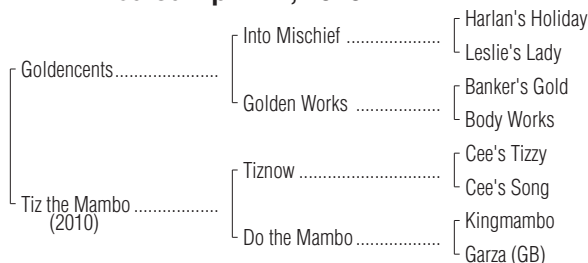 Harlan's Holiday
Into Mischief
Leslie's Lady
Goldencents
Banker's Gold
Golden Works
Body Works
Cee's Tizzy
Tiznow
Cee's Song
Tiz the Mambo
(2010)
Kingmambo
Do the Mambo
Garza (GB)